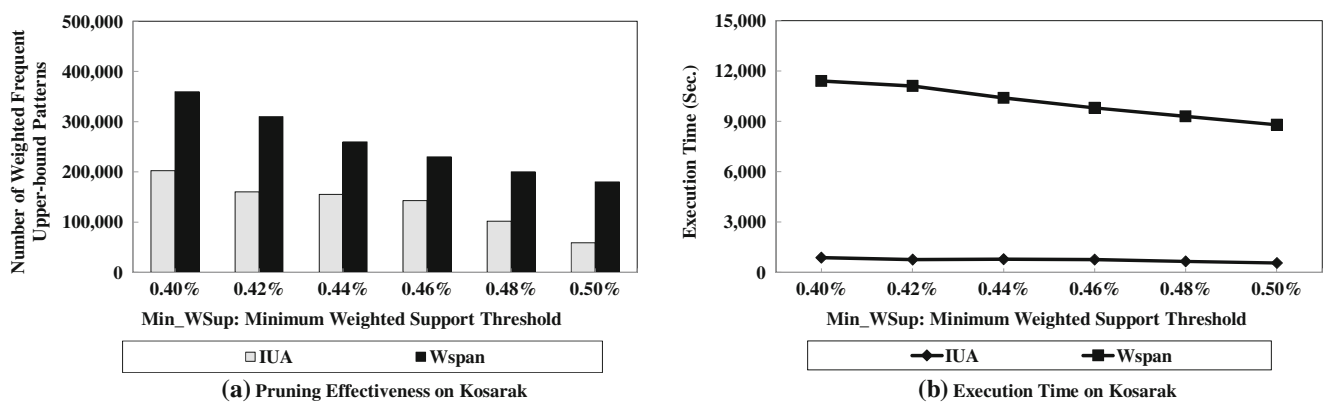 500,000
400,000
300,000
200,000
100,000
0
Number of Weighted Frequent
Upper-bound Patterns
0.40% 0.42% 0.44% 0.46% 0.48% 0.50%
Min_WSup: Minimum Weighted Support Threshold
IUA Wspan
(a) Pruning Effectiveness on Kosarak
15,000
12,000
9,000
6,000
3,000
0
Execution Time (Sec.)
0.40% 0.42% 0.44% 0.46% 0.48% 0.50%
Min_WSup: Minimum Weighted Support Threshold
IUA Wspan
(b) Execution Time on Kosarak